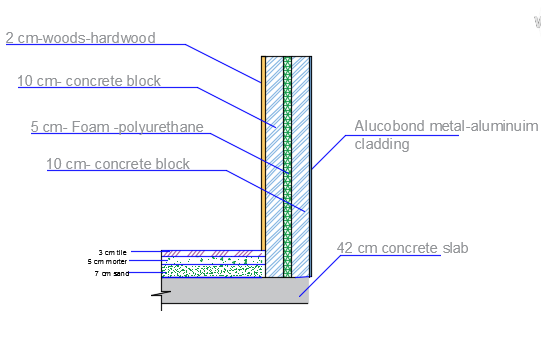 2 cm-woods-hardwood
10 cm- concrete block
5 cm- Foam -polyurethane
10 cm- concrete block
Alucobond metal-aluminuim
cladding
42 cm concrete slab
3 cm tile
5 cm morter
7 cm sand